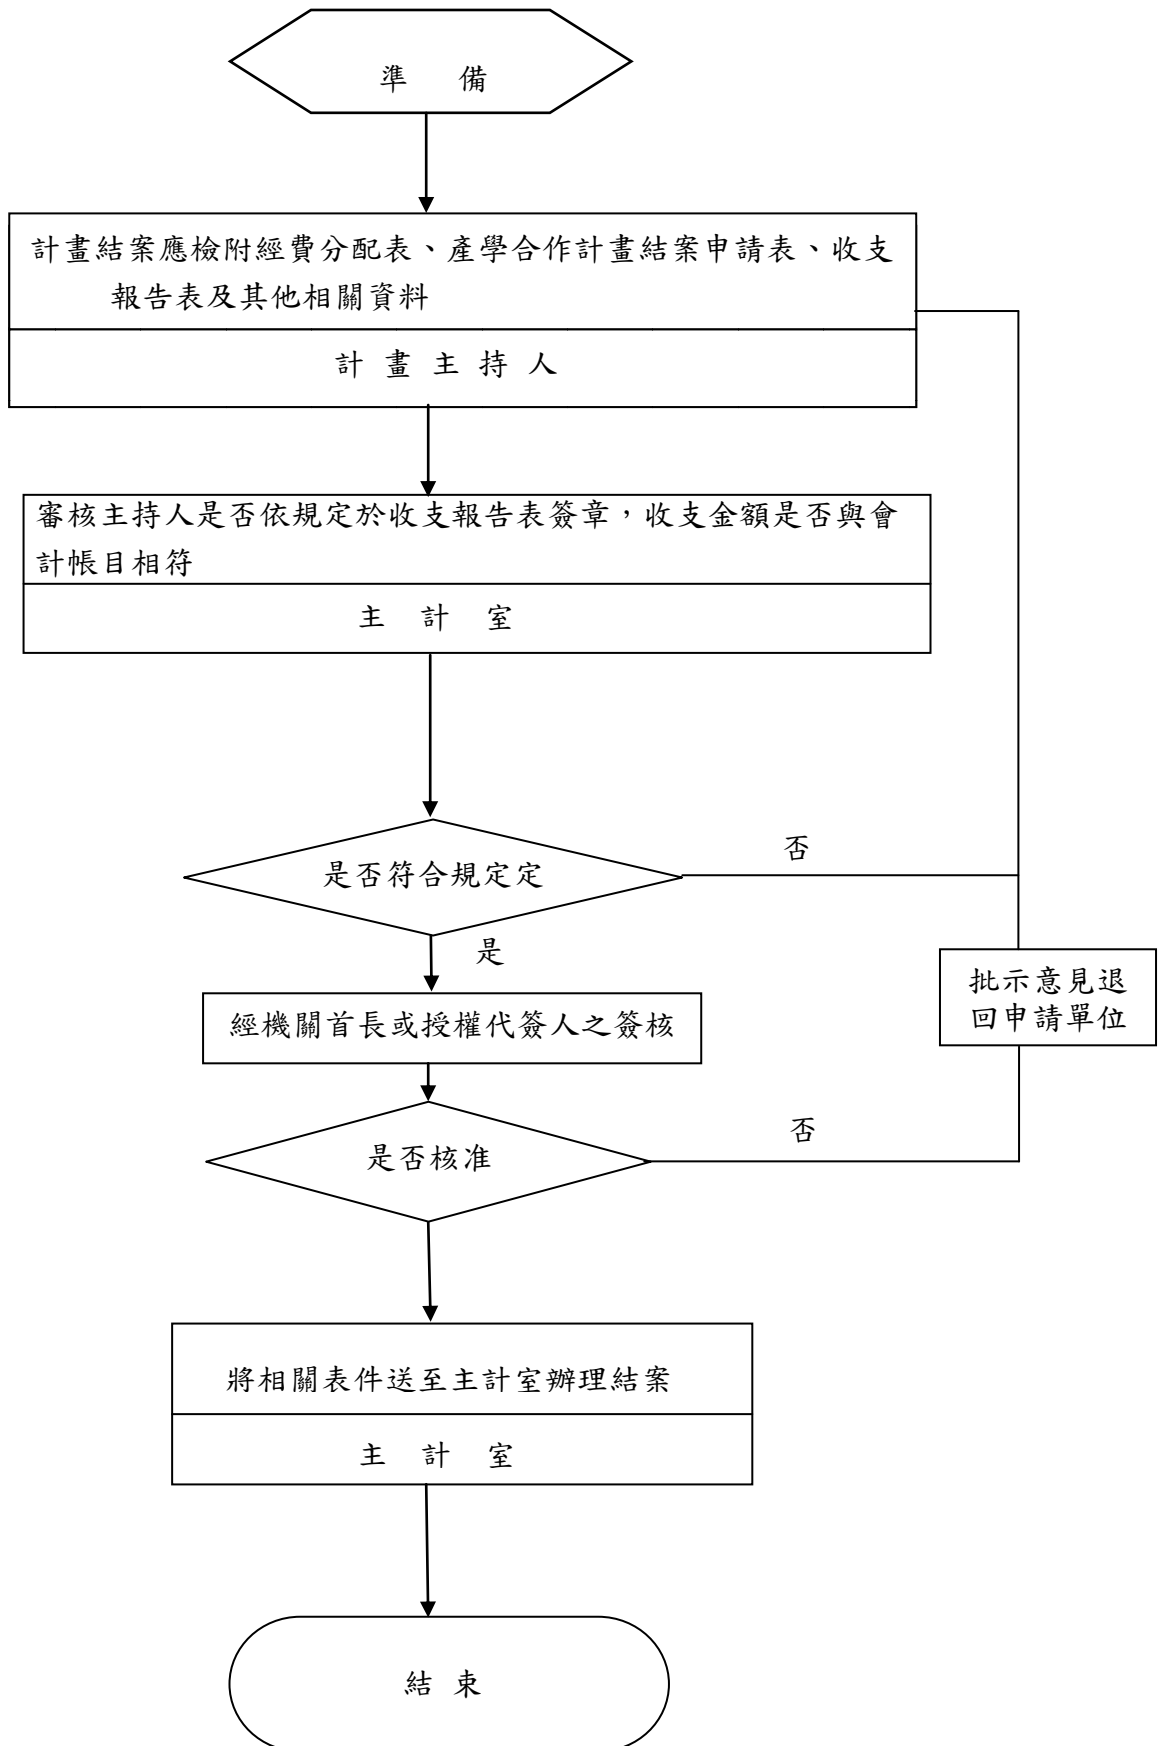 準 備
計畫結案應檢附經費分配表、產學合作計畫結案申請表、收支
報告表及其他相關資料
計 畫 主 持 人
審核主持人是否依規定於收支報告表簽章，收支金額是否與會
計帳目相符
主 計 室
是否符合規定定
否
是
批示意見退
回申請單位
經機關首長或授權代簽人之簽核
是否核准
否
將相關表件送至主計室辦理結案
主 計 室
結 束